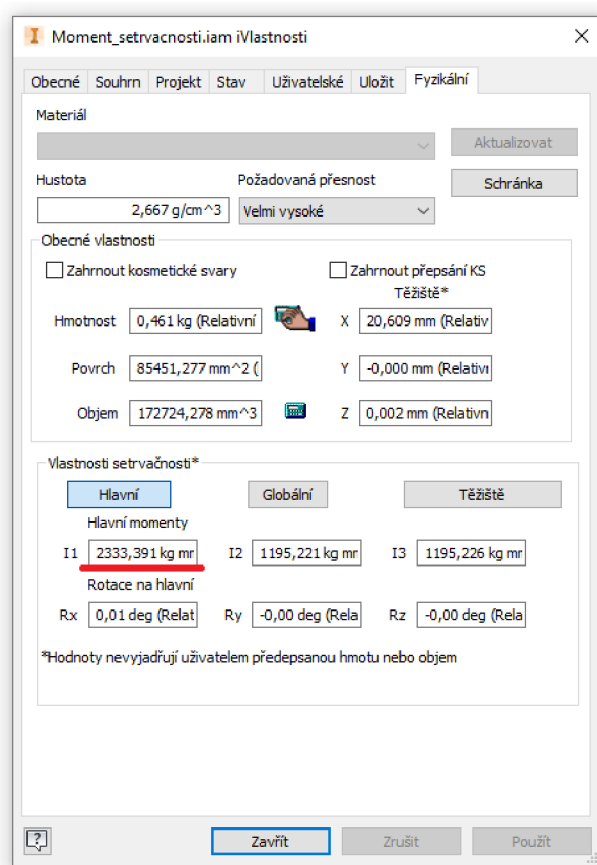 Moment_setrvacnosti.iam iVlastnosti
Obecné Souhrn Projekt Stav Uživatelské Uložit Fyzikální
Materiál
Aktualizovat
Hustota Požadovaná přesnost
2,667 g/cm^3 Velmi vysoké Schránka
Obecné vlastnosti
Zahrnout kosmetické svary Zahrnout přepsání KS
Těžiště*
Hmotnost 0,461 kg (Relativní X 20,609 mm (Relativ
Povrch 85451,277 mm^2 ( Y -0,000 mm (Relativ
Objem 172724,278 mm^3 Z 0,002 mm (Relativn
Vlastnosti setrvačnosti*
Hlavní Globální Těžiště
Hlavní momenty
I1 2333,391 kg mr I2 1195,221 kg mr I3 1195,226 kg mr
Rotace na hlavní
Rx 0,01 deg (Relat Ry -0,00 deg (Rela Rz -0,00 deg (Rela
*Hodnoty nevyjadřují uživatelem předepsanou hmotu nebo objem
? Zavřít Zrušit Použít